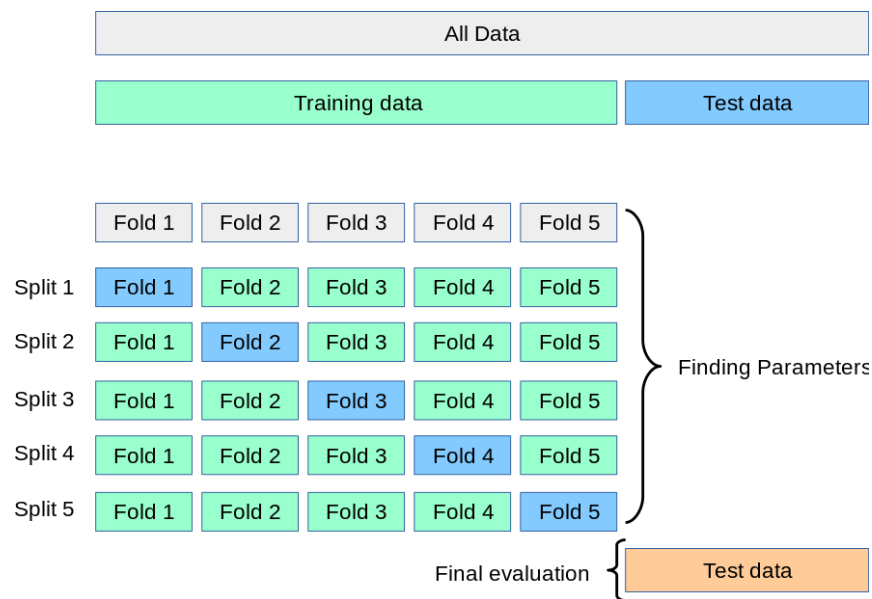 All Data
Training data Test data
Fold 1 Fold 2 Fold 3 Fold 4 Fold 5
Split 1 Fold 1 Fold 2 Fold 3 Fold 4 Fold 5
Split 2 Fold 1 Fold 2 Fold 3 Fold 4 Fold 5
Finding Parameters
Split 3 Fold 1 Fold 2 Fold 3 Fold 4 Fold 5
Split 4 Fold 1 Fold 2 Fold 3 Fold 4 Fold 5
Split 5 Fold 1 Fold 2 Fold 3 Fold 4 Fold 5
Final evaluation Test data